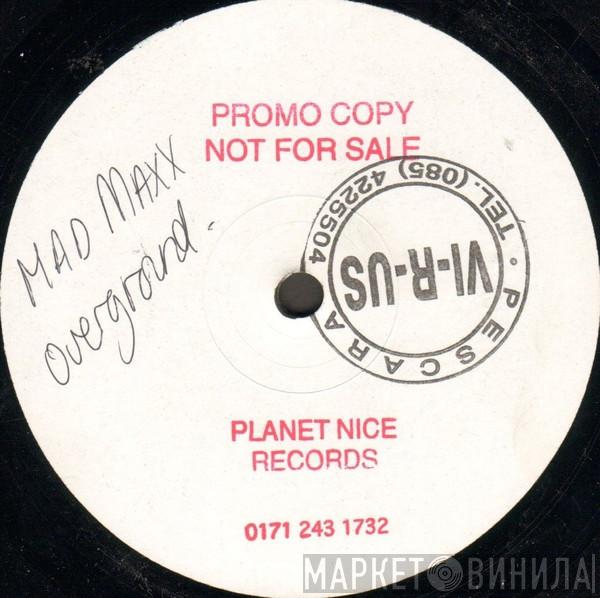 PROMO COPY
NOT FOR SALE
MAD MAXX
Overground.
VI-R-US
• PESCARA • TEL. (085) 4225504
PLANET NICE
RECORDS
0171 243 1732
МАРКЕТ ВИНИЛА